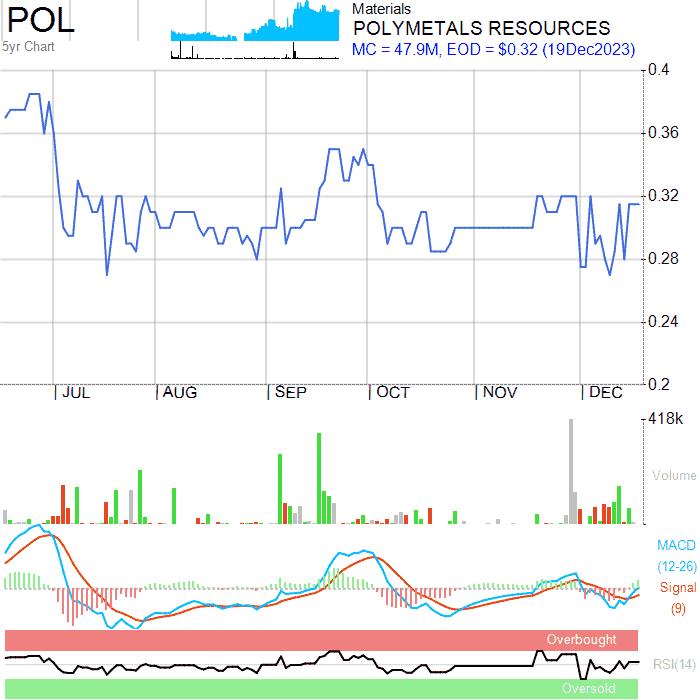 POL
5yr Chart
Materials
POLYMETALS RESOURCES
MC = 47.9M, EOD = $0.32 (19Dec2023)
0.4
0.36
0.32
0.28
0.24
0.2
JUL AUG SEP OCT NOV DEC
418k
Volume
MACD
(12-26)
Signal
(9)
Overbought
RSI(14)
Oversold